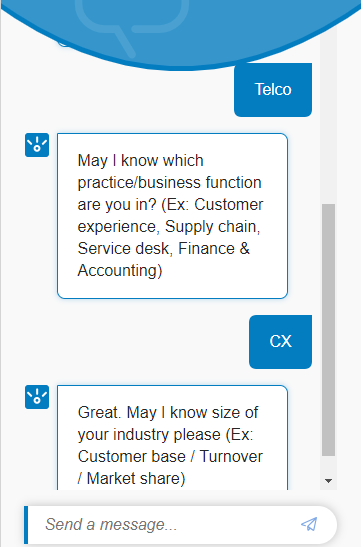 Telco
May I know which
practice/business function
are you in? (Ex: Customer
experience, Supply chain,
Service desk, Finance &
Accounting)
CX
Great. May I know size of
your industry please (Ex:
Customer base / Turnover
/ Market share)
Send a message...